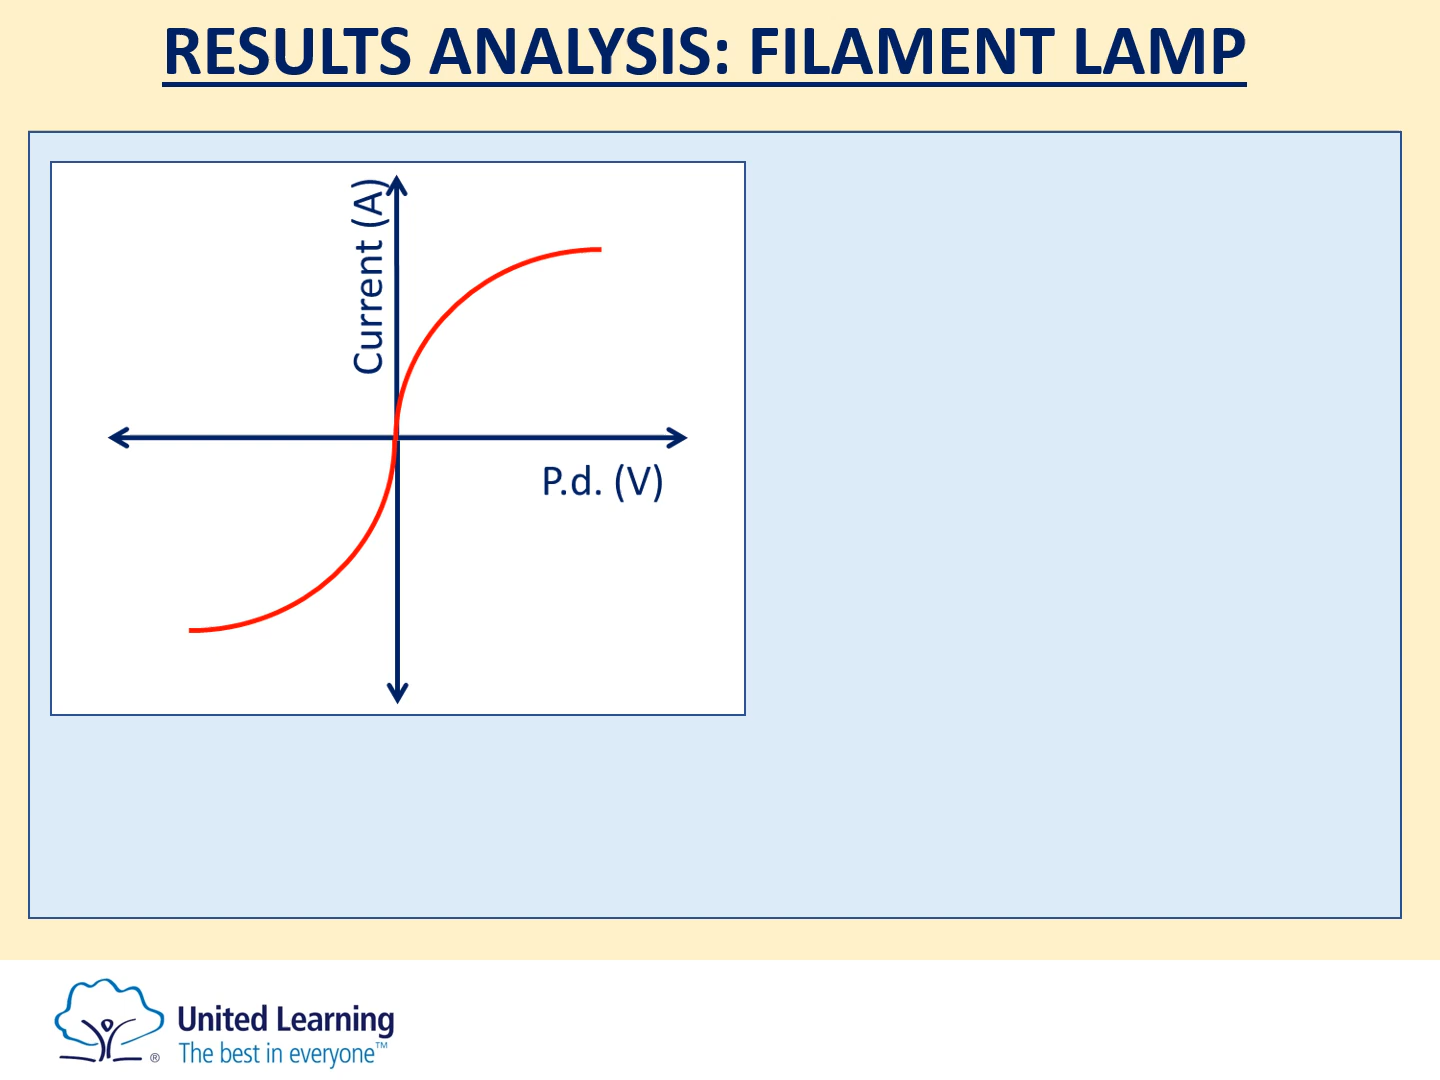 RESULTS ANALYSIS: FILAMENT LAMP
Current (A)
P.d. (V)
United Learning
The best in everyone™
®